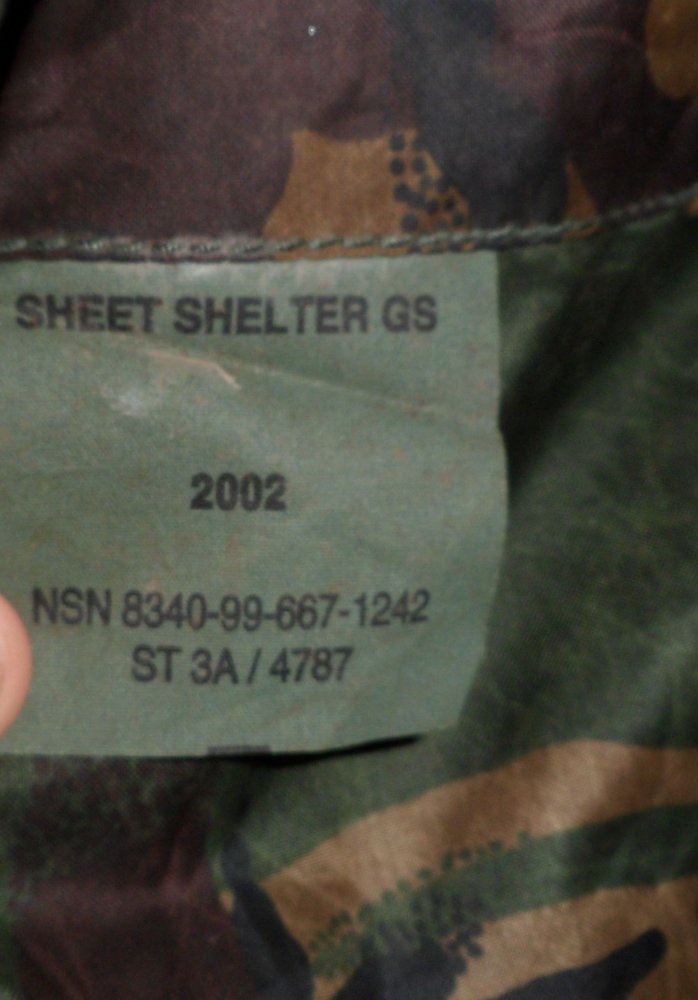 SHEET SHELTER GS
2002
NSN 8340-99-667-1242
ST 3A / 4787